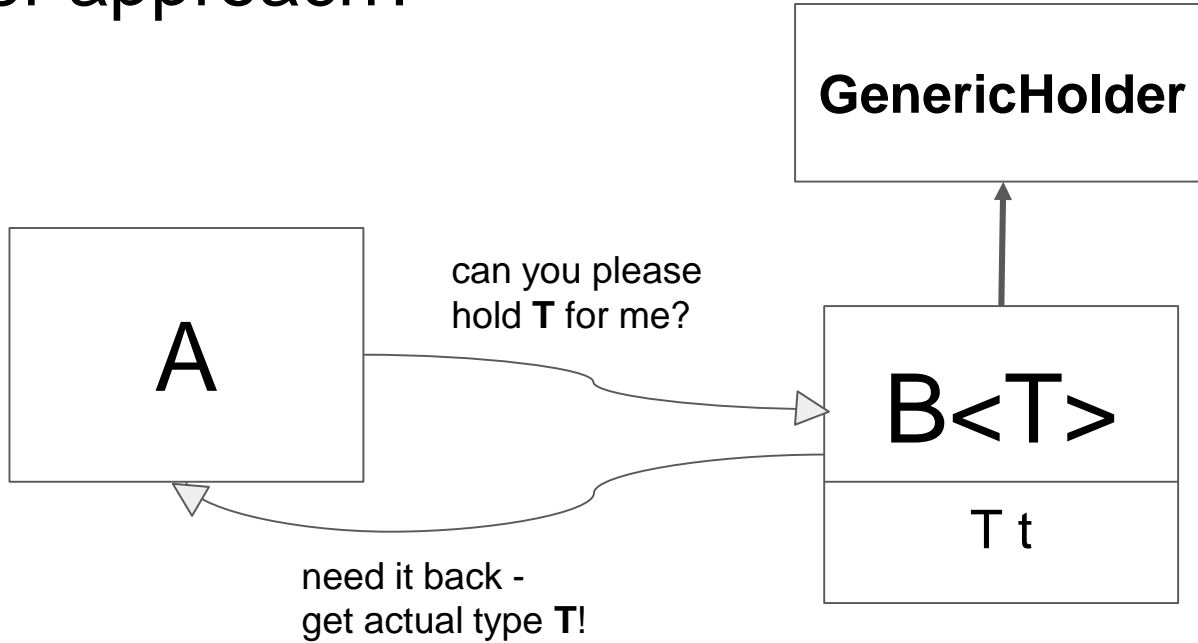 approach?
GenericHolder
can you please
hold T for me?
A
B<T>
T t
need it back -
get actual type T!